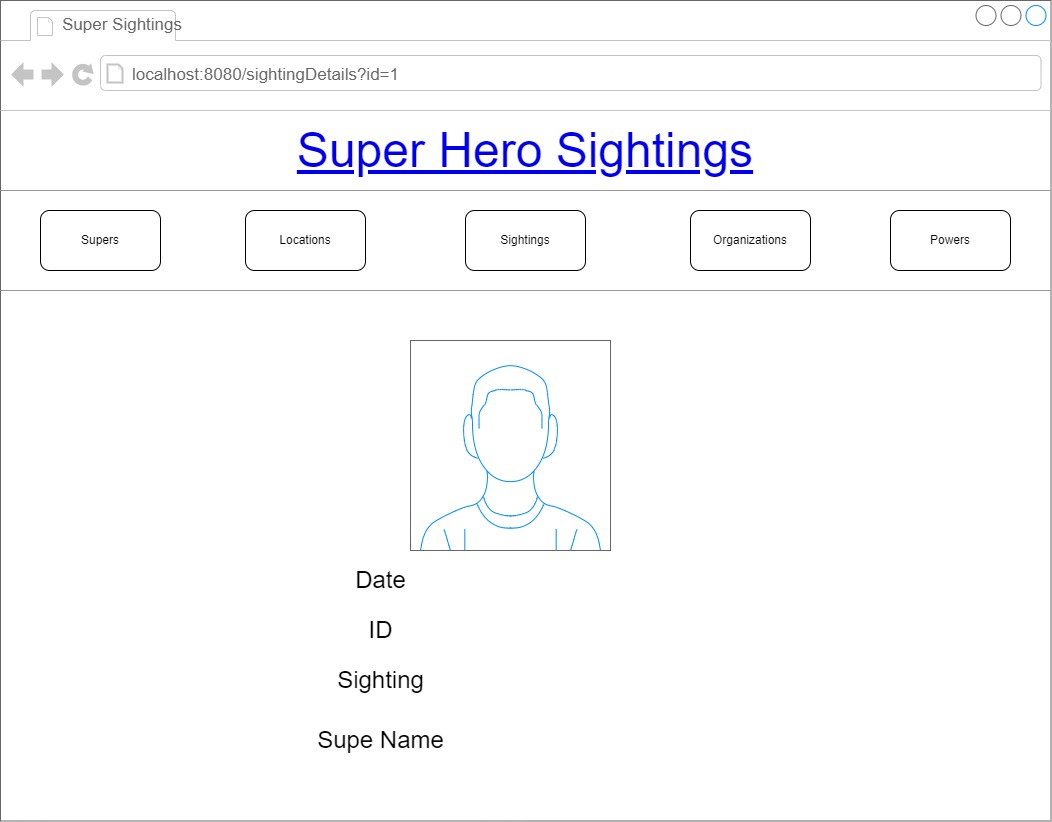 Super Sightings
localhost:8080/sightingDetails?id=1
Super Hero Sightings
Supers Locations Sightings Organizations Powers
Date
ID
Sighting
Supe Name